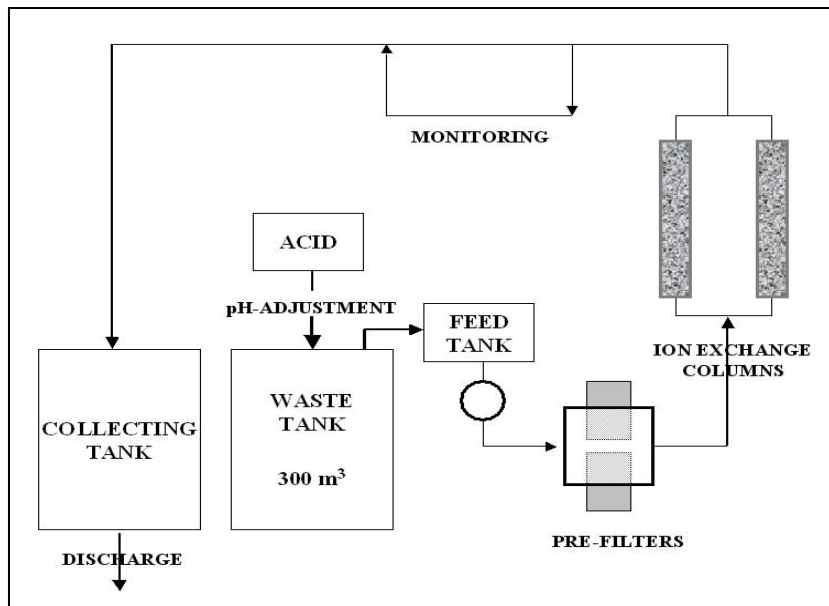 MONITORING
ACID
pH-ADJUSTMENT
FEED
TANK
ION EXCHANGE
COLUMNS
COLLECTING
TANK
WASTE
TANK
300 m³
PRE-FILTERS
DISCHARGE